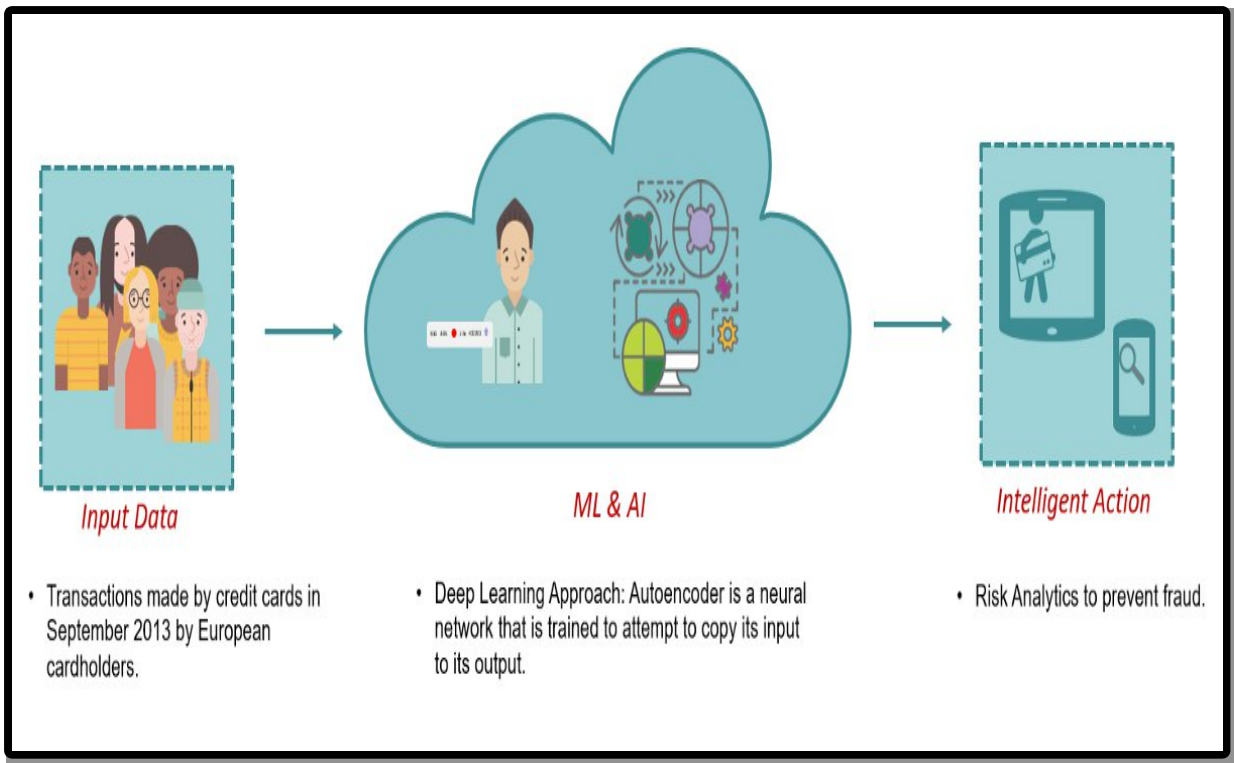 Input Data
ML & AI
Intelligent Action
• Transactions made by credit cards in
September 2013 by European
cardholders.
• Deep Learning Approach: Autoencoder is a neural
network that is trained to attempt to copy its input
to its output.
• Risk Analytics to prevent fraud.